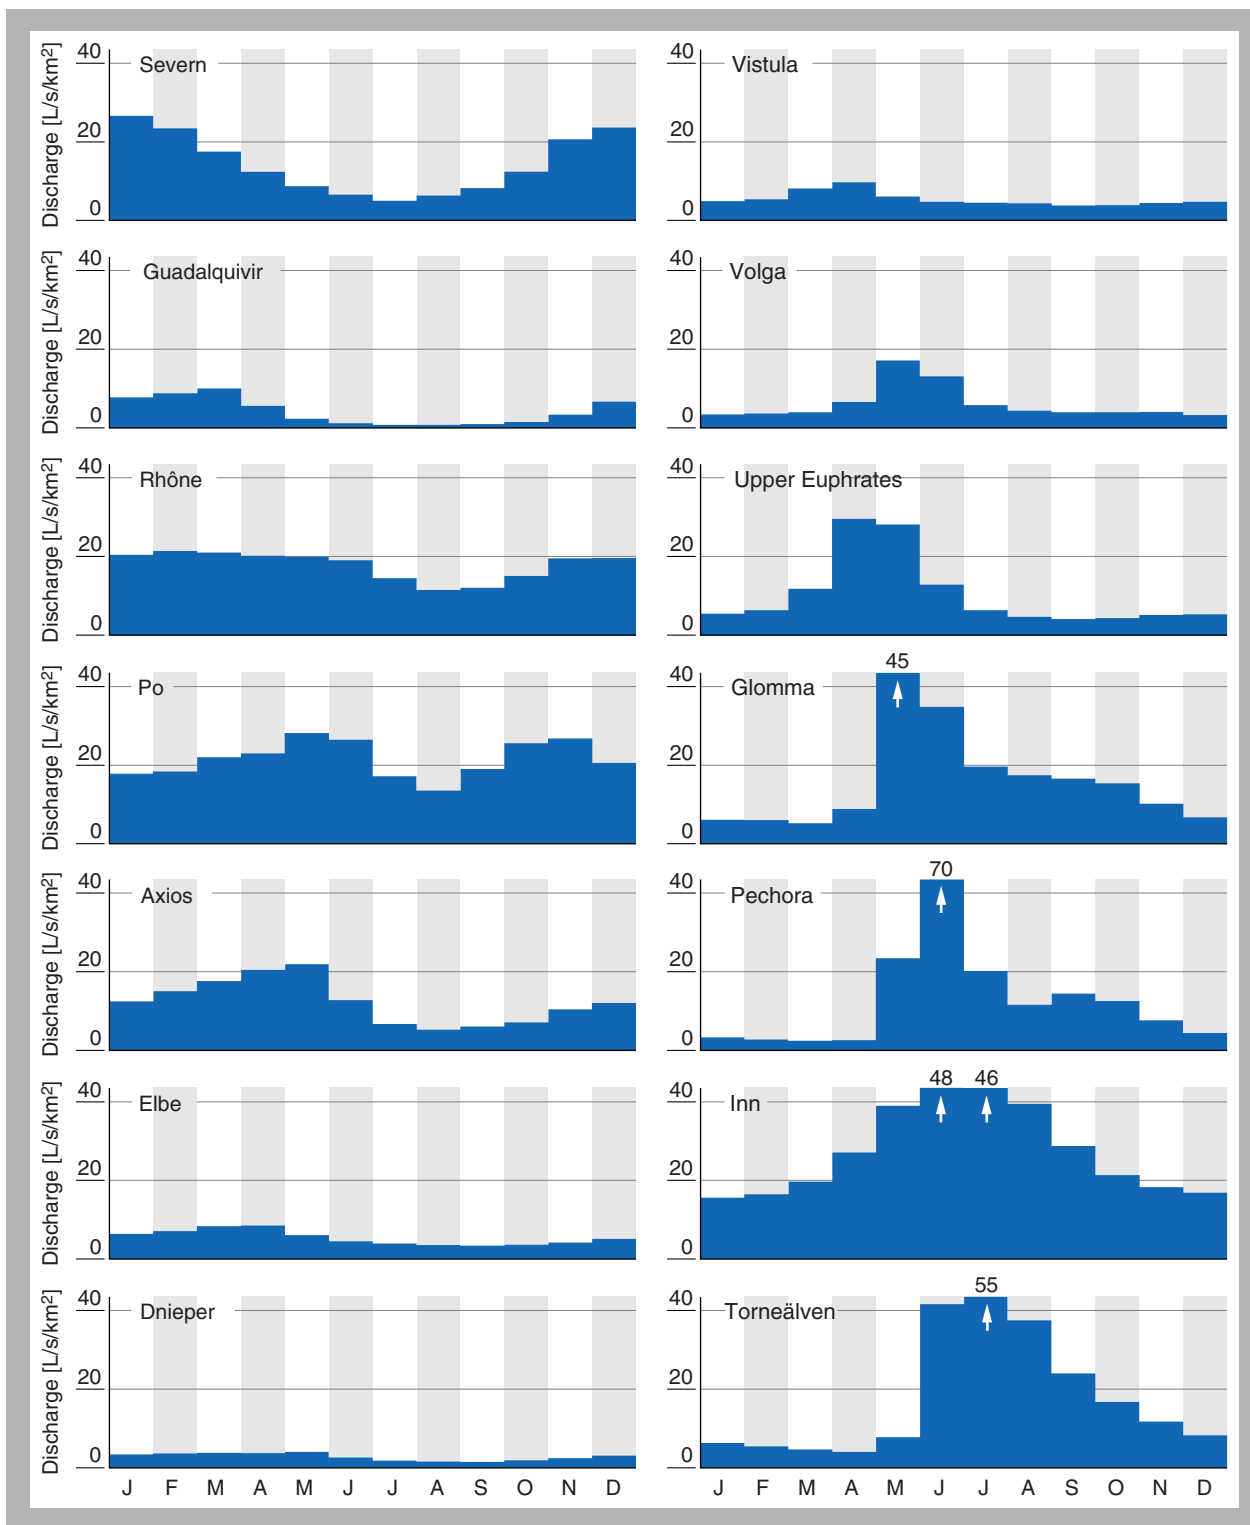 Discharge [L/s/km²]
40
20
0
Severn
40
20
0
Vistula
Discharge [L/s/km²]
40
20
0
Guadalquivir
40
20
0
Volga
Discharge [L/s/km²]
40
20
0
Rhône
40
20
0
Upper Euphrates
Discharge [L/s/km²]
40
20
0
Po
40
20
0
Glomma
45
Discharge [L/s/km²]
40
20
0
Axios
40
20
0
Pechora
70
Discharge [L/s/km²]
40
20
0
Elbe
40
20
0
Inn
48 46
Discharge [L/s/km²]
40
20
0
Dnieper
40
20
0
Torneälven
55
J F M A M J J A S O N D
J F M A M J J A S O N D